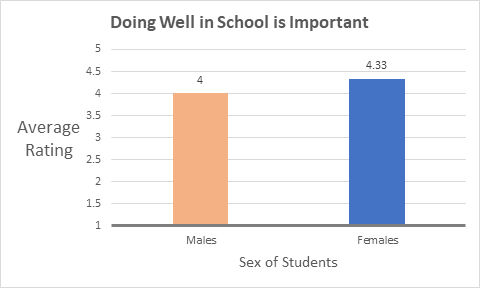 Doing Well in School is Important
5
4.5
4
3.5
3
2.5
2
1.5
1
Average
Rating
4
4.33
Males
Females
Sex of Students